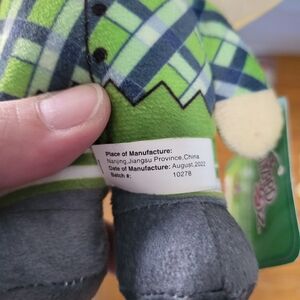 Place of Manufacture:
Nanjing,Jiangsu Province,China
Date of Manufacture: August,2022
Batch #: 10278